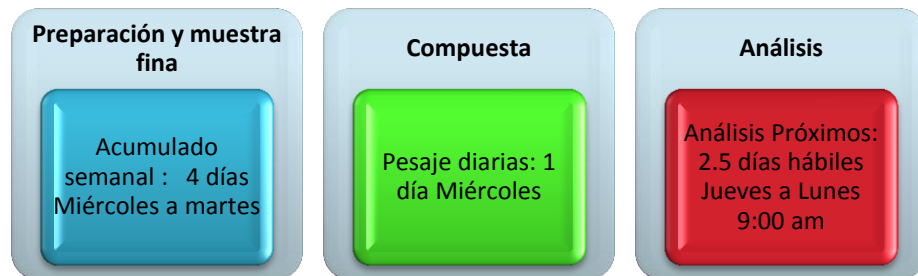 Preparación y muestra
fina
Acumulado
semanal : 4 días
Miércoles a martes
Compuesta
Pesaje diarias: 1
día Miércoles
Análisis
Análisis Próximos:
2.5 días hábiles
Jueves a Lunes
9:00 am